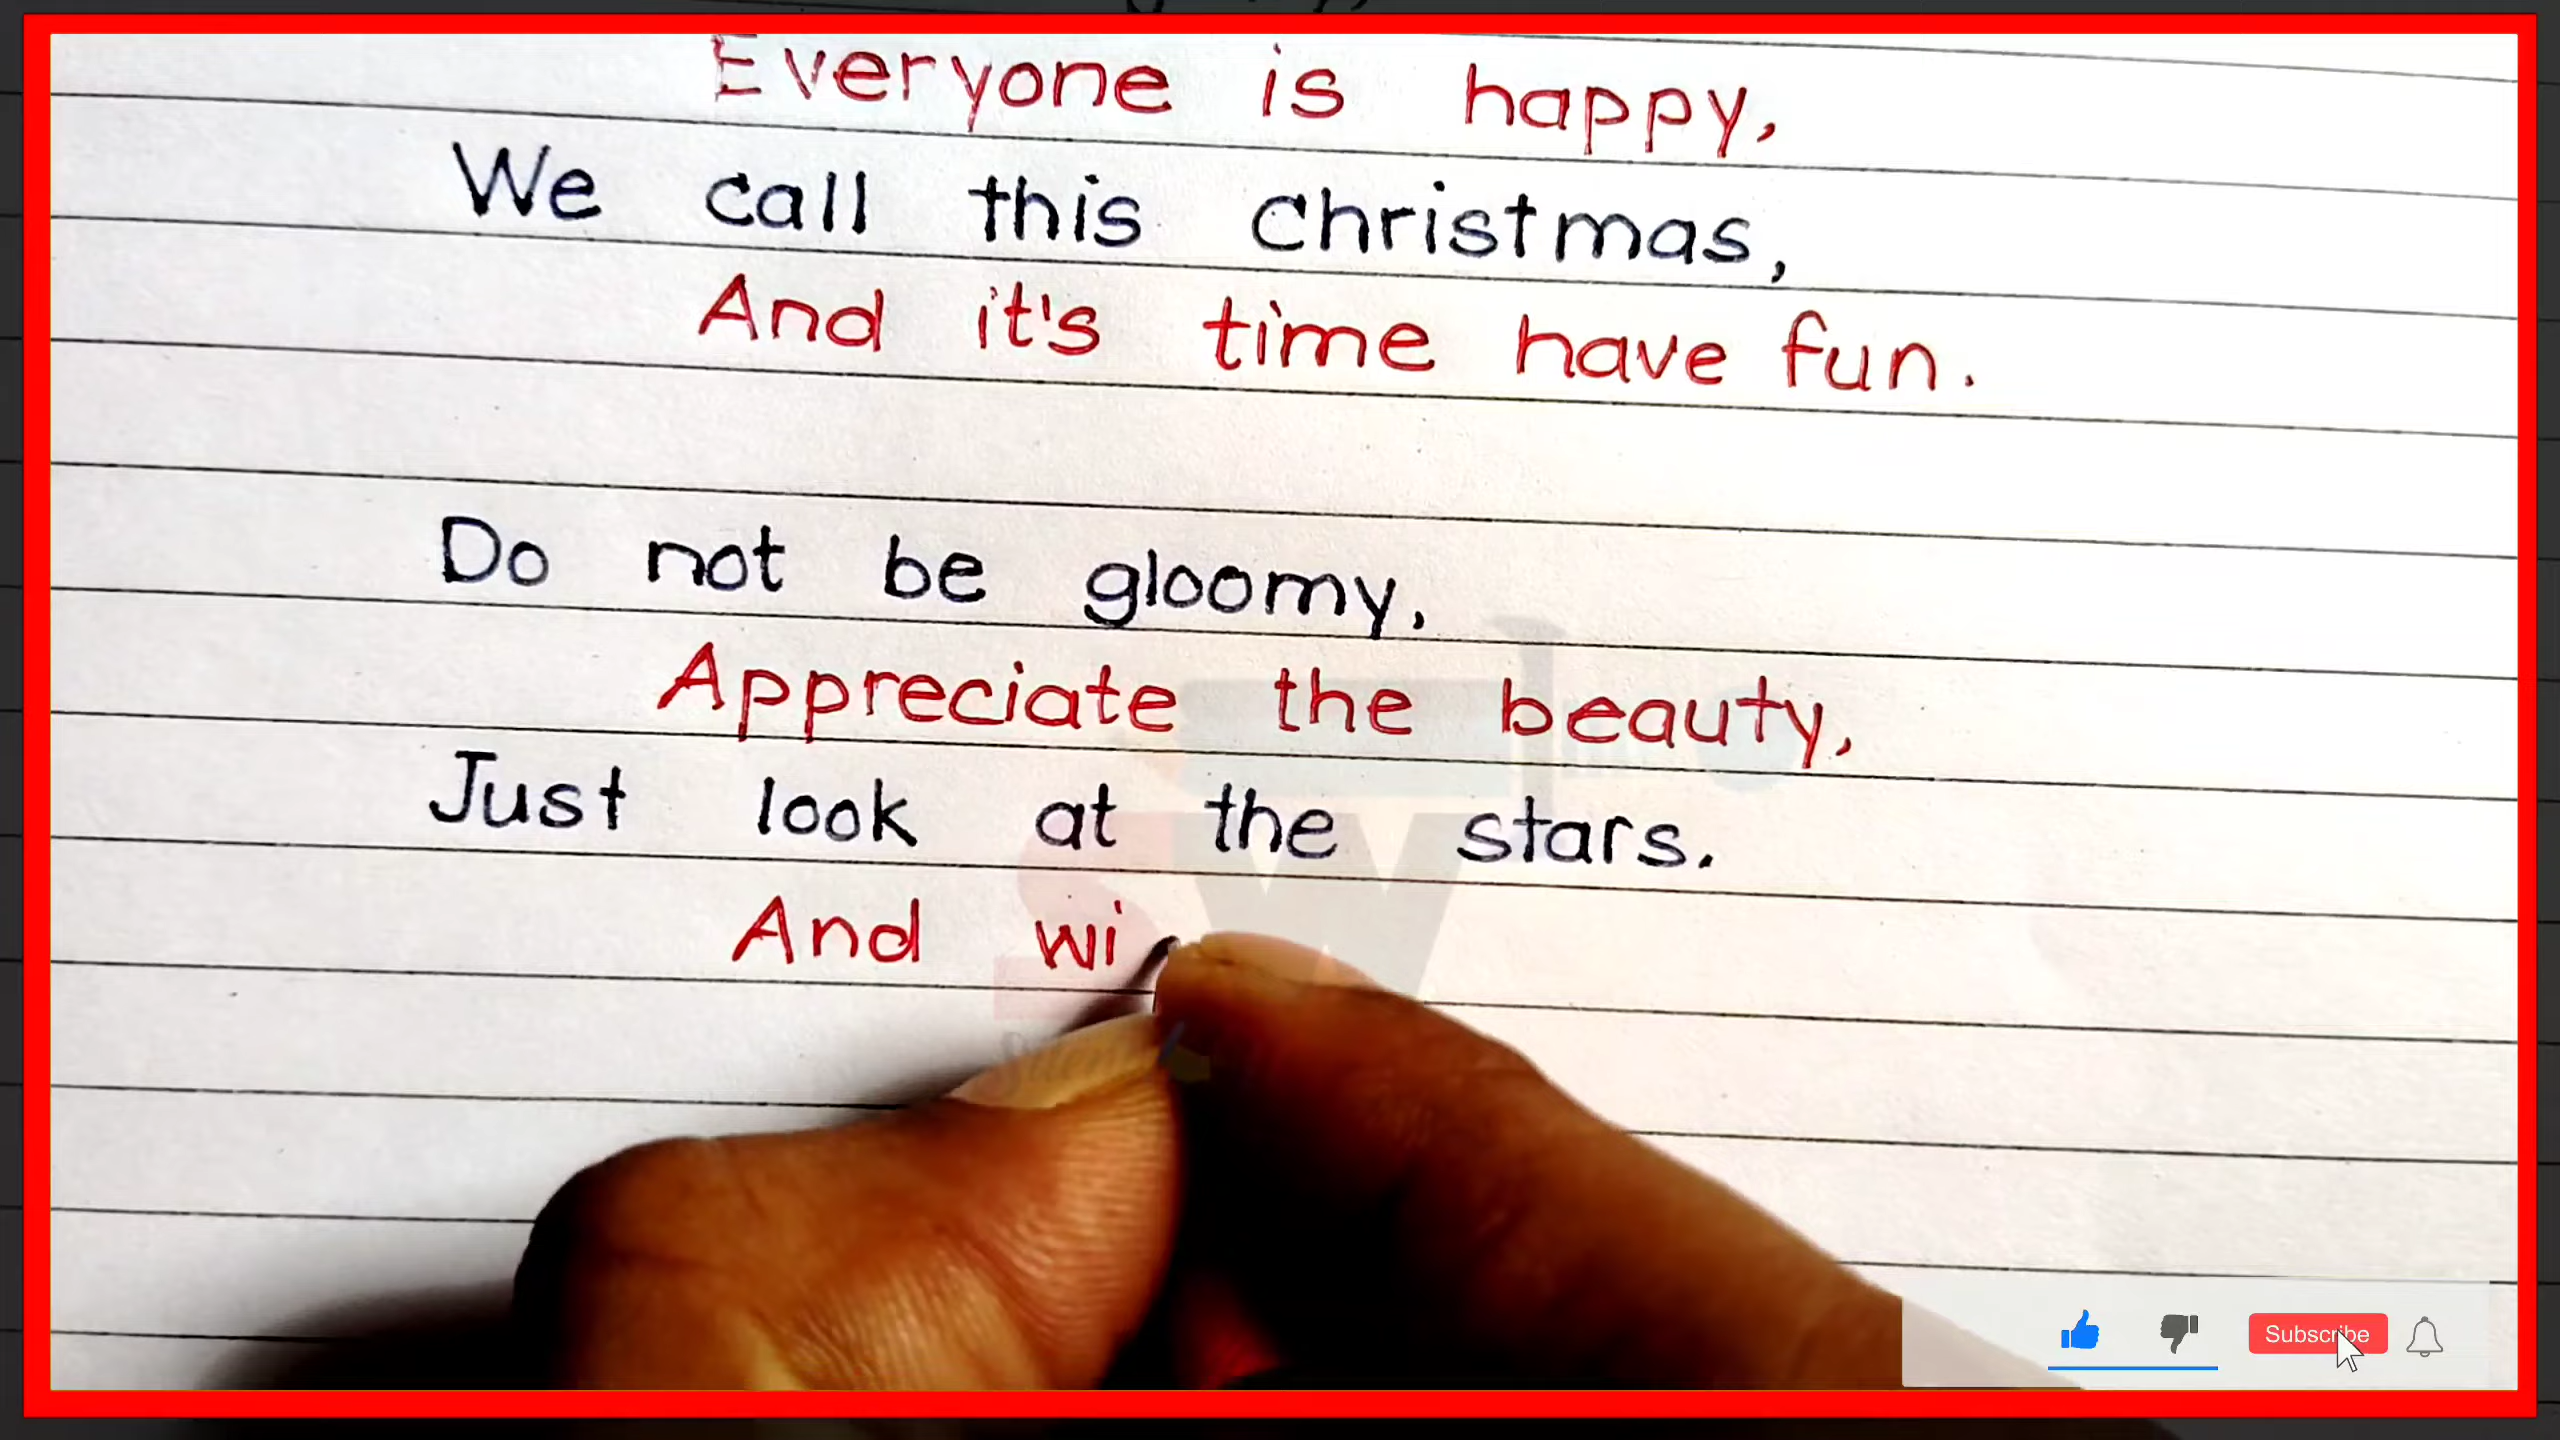 Everyone is happy,
We call this christmas,
And it's time have fun.
Do not be gloomy,
Appreciate the beauty,
Just look at the stars.
And wi
Subscribe